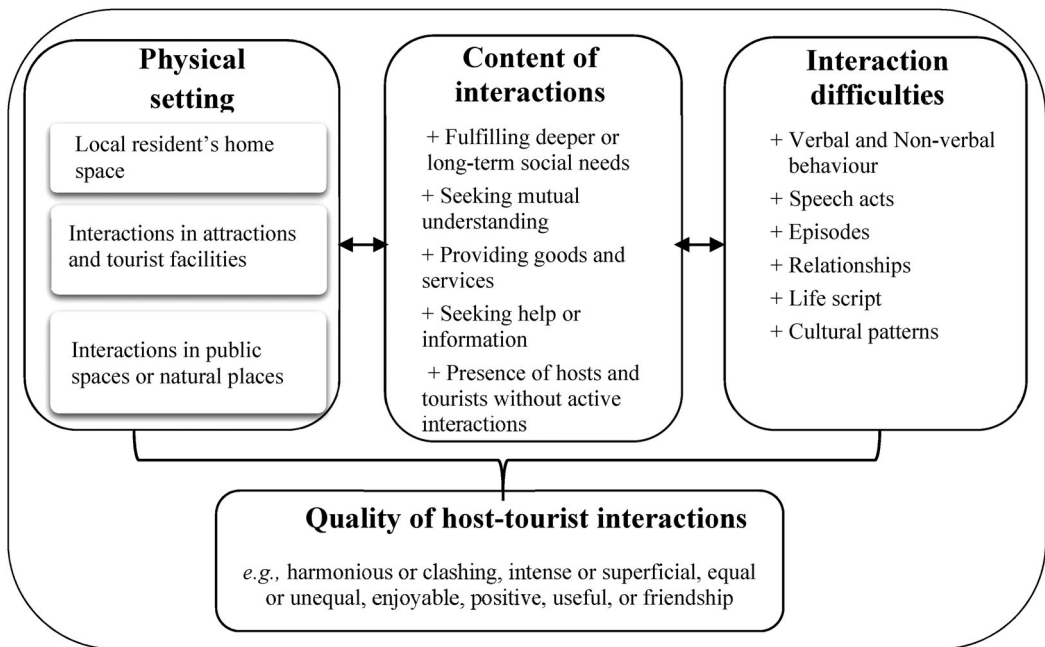 Physical
setting
Local resident's home
space
Interactions in attractions
and tourist facilities
Interactions in public
spaces or natural places
Content of
interactions
+ Fulfilling deeper or
long-term social needs
+ Seeking mutual
understanding
+ Providing goods and
services
+ Seeking help or
information
+ Presence of hosts and
tourists without active
interactions
Interaction
difficulties
+ Verbal and Non-verbal
behaviour
+ Speech acts
+ Episodes
+ Relationships
+ Life script
+ Cultural patterns
Quality of host-tourist interactions
e.g., harmonious or clashing, intense or superficial, equal
or unequal, enjoyable, positive, useful, or friendship